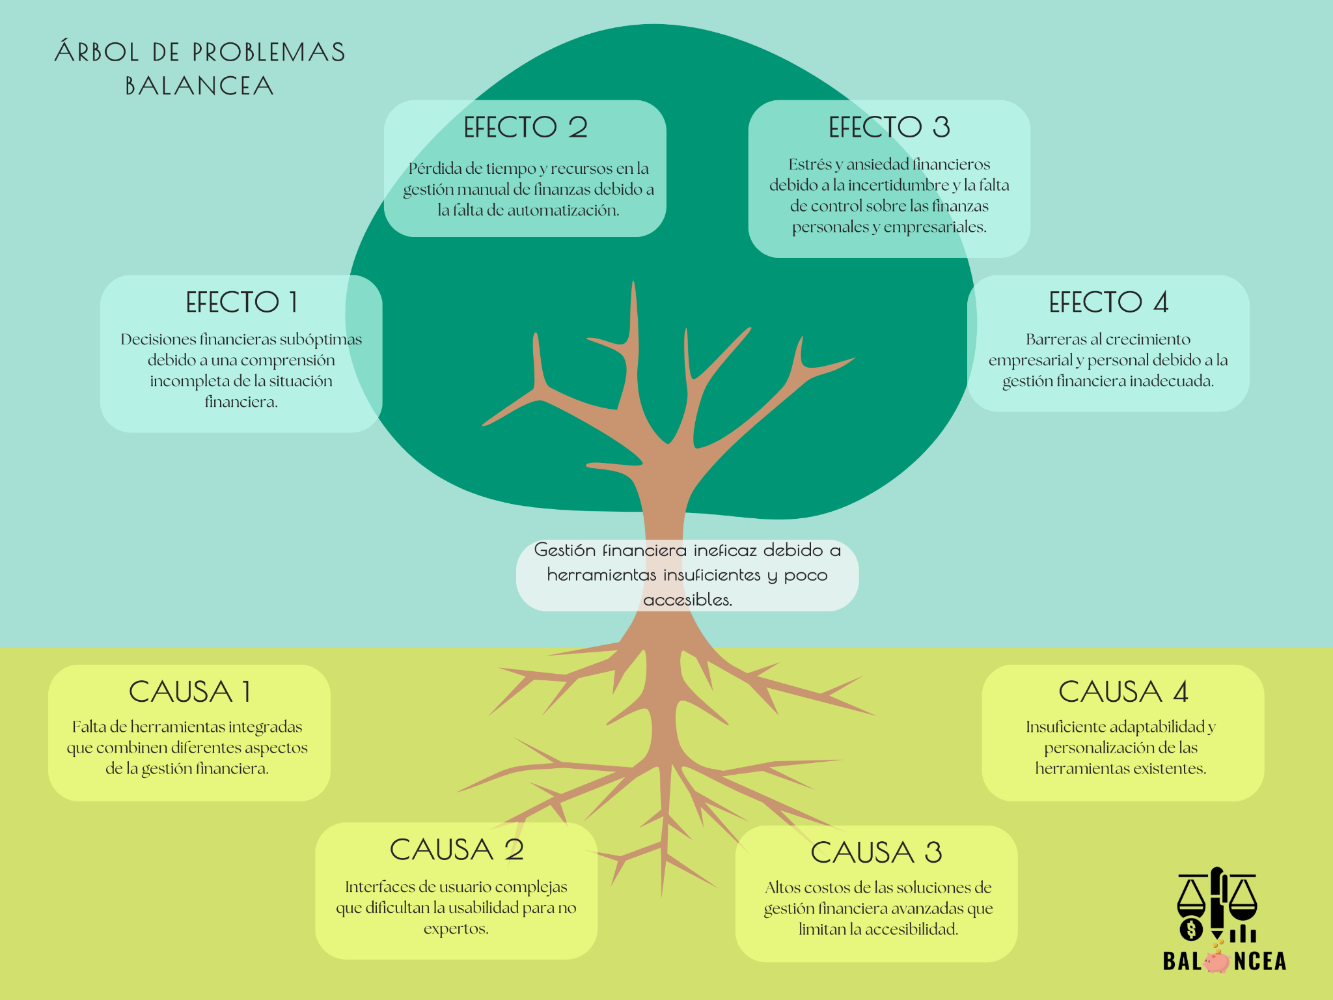 ÁRBOL DE PROBLEMAS
BALANCEA
EFECTO 2
Pérdida de tiempo y recursos en la
gestión manual de finanzas debido a
la falta de automatización.
EFECTO 3
Estrés y ansiedad financieros
debido a la incertidumbre y la falta
de control sobre las finanzas
personales y empresariales.
EFECTO 1
Decisiones financieras subóptimas
debido a una comprensión
incompleta de la situación
financiera.
EFECTO 4
Barreras al crecimiento
empresarial y personal debido a la
gestión financiera inadecuada.
Gestión financiera ineficaz debido a
herramientas insuficientes y poco
accesibles.
CAUSA 1
Falta de herramientas integradas
que combinen diferentes aspectos
de la gestión financiera.
CAUSA 4
Insuficiente adaptabilidad y
personalización de las
herramientas existentes.
CAUSA 2
Interfaces de usuario complejas
que dificultan la usabilidad para no
expertos.
CAUSA 3
Altos costos de las soluciones de
gestión financiera avanzadas que
limitan la accesibilidad.
$
BAL NCEA